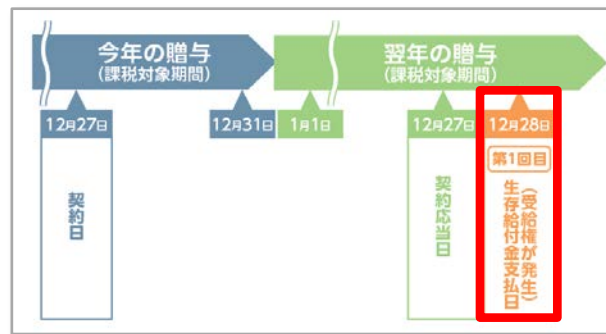 今年の贈与
(課税対象期間)
翌年の贈与
(課税対象期間)
12月27日
12月31日
1月1日
12月27日
12月28日
契約日
契約応当日
第1回目
生存給付金支払日
(受給権が発生)